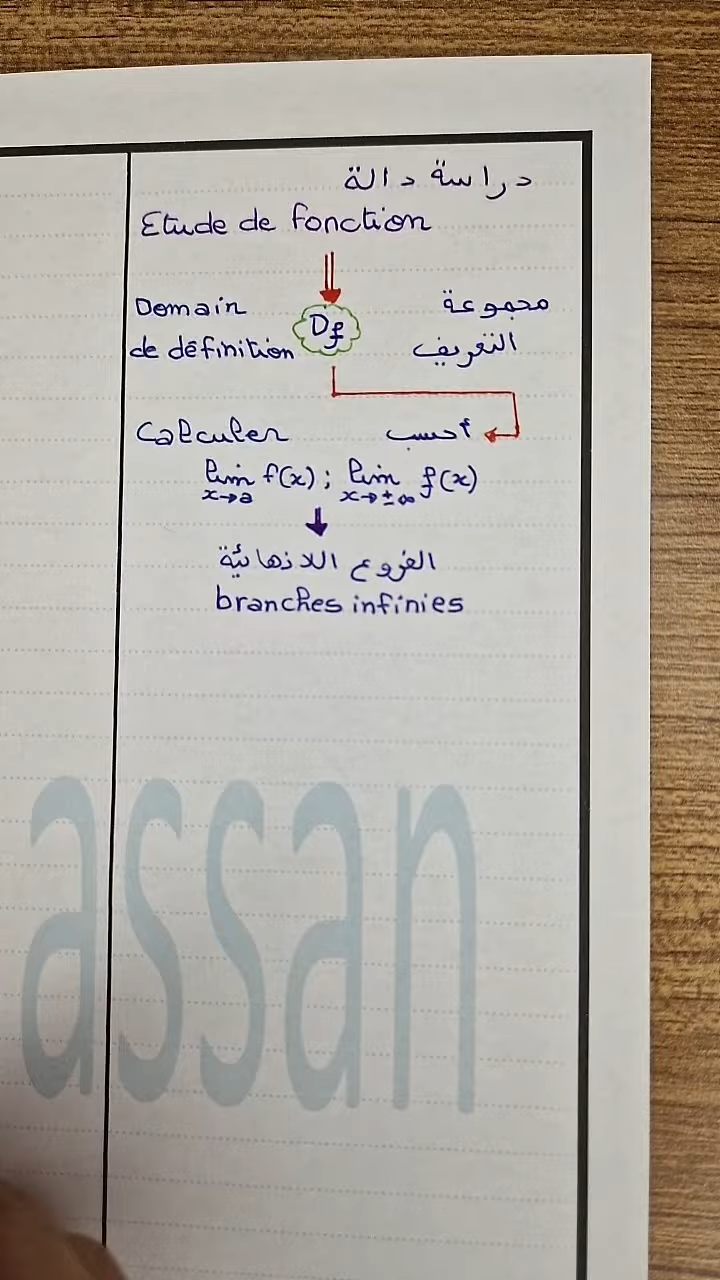 دراسة دالة
Etude de fonction
Domain
de définition
Df
مجموعة
التعريف
Calculer
أحسب
lim f(x) ; lim f(x)
x→a x→±∞
الفروع اللانهائية
branches infinies
assan